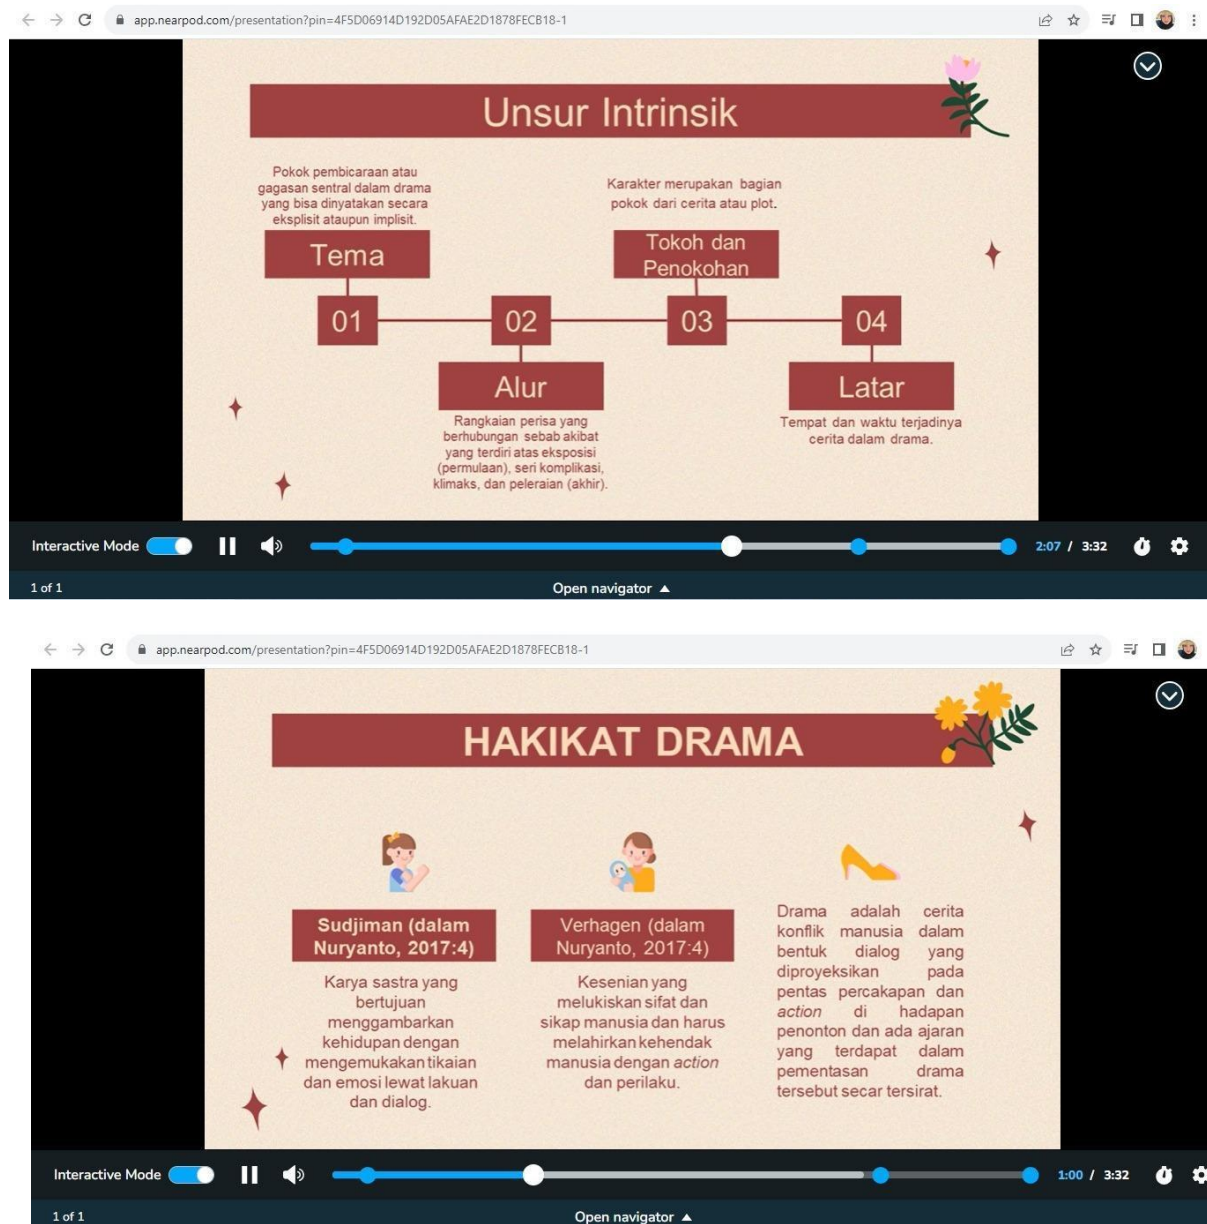 app.nearpod.com/presentation?pin=4F5D06914D192D05AFAE2D1878FECB18-1
Unsur Intrinsik
Pokok pembicaraan atau
gagasan sentral dalam drama
yang bisa dinyatakan secara
eksplisit ataupun implisit.
Tema
01
Karakter merupakan bagian
pokok dari cerita atau plot.
Tokoh dan
Penokohan
03
02
Alur
Rangkaian perisa yang
berhubungan sebab akibat
yang terdiri atas eksposisi
(permulaan), seri komplikasi,
klimaks, dan peleraian (akhir).
04
Latar
Tempat dan waktu terjadinya
cerita dalam drama.
Interactive Mode
2:07 / 3:32
1 of 1
Open navigator
app.nearpod.com/presentation?pin=4F5D06914D192D05AFAE2D1878FECB18-1
HAKIKAT DRAMA
Sudjiman (dalam
Nuryanto, 2017:4)
Karya sastra yang
bertujuan
menggambarkan
kehidupan dengan
mengemukakan tikaian
dan emosi lewat lakuan
dan dialog.
Verhagen (dalam
Nuryanto, 2017:4)
Kesenian yang
melukiskan sifat dan
sikap manusia dan harus
melahirkan kehendak
manusia dengan action
dan perilaku.
Drama adalah cerita
konflik manusia dalam
bentuk dialog yang
diproyeksikan pada
pentas percakapan dan
action di hadapan
penonton dan ada ajaran
yang terdapat dalam
pementasan drama
tersebut secar tersirat.
Interactive Mode
1:00 / 3:32
1 of 1
Open navigator